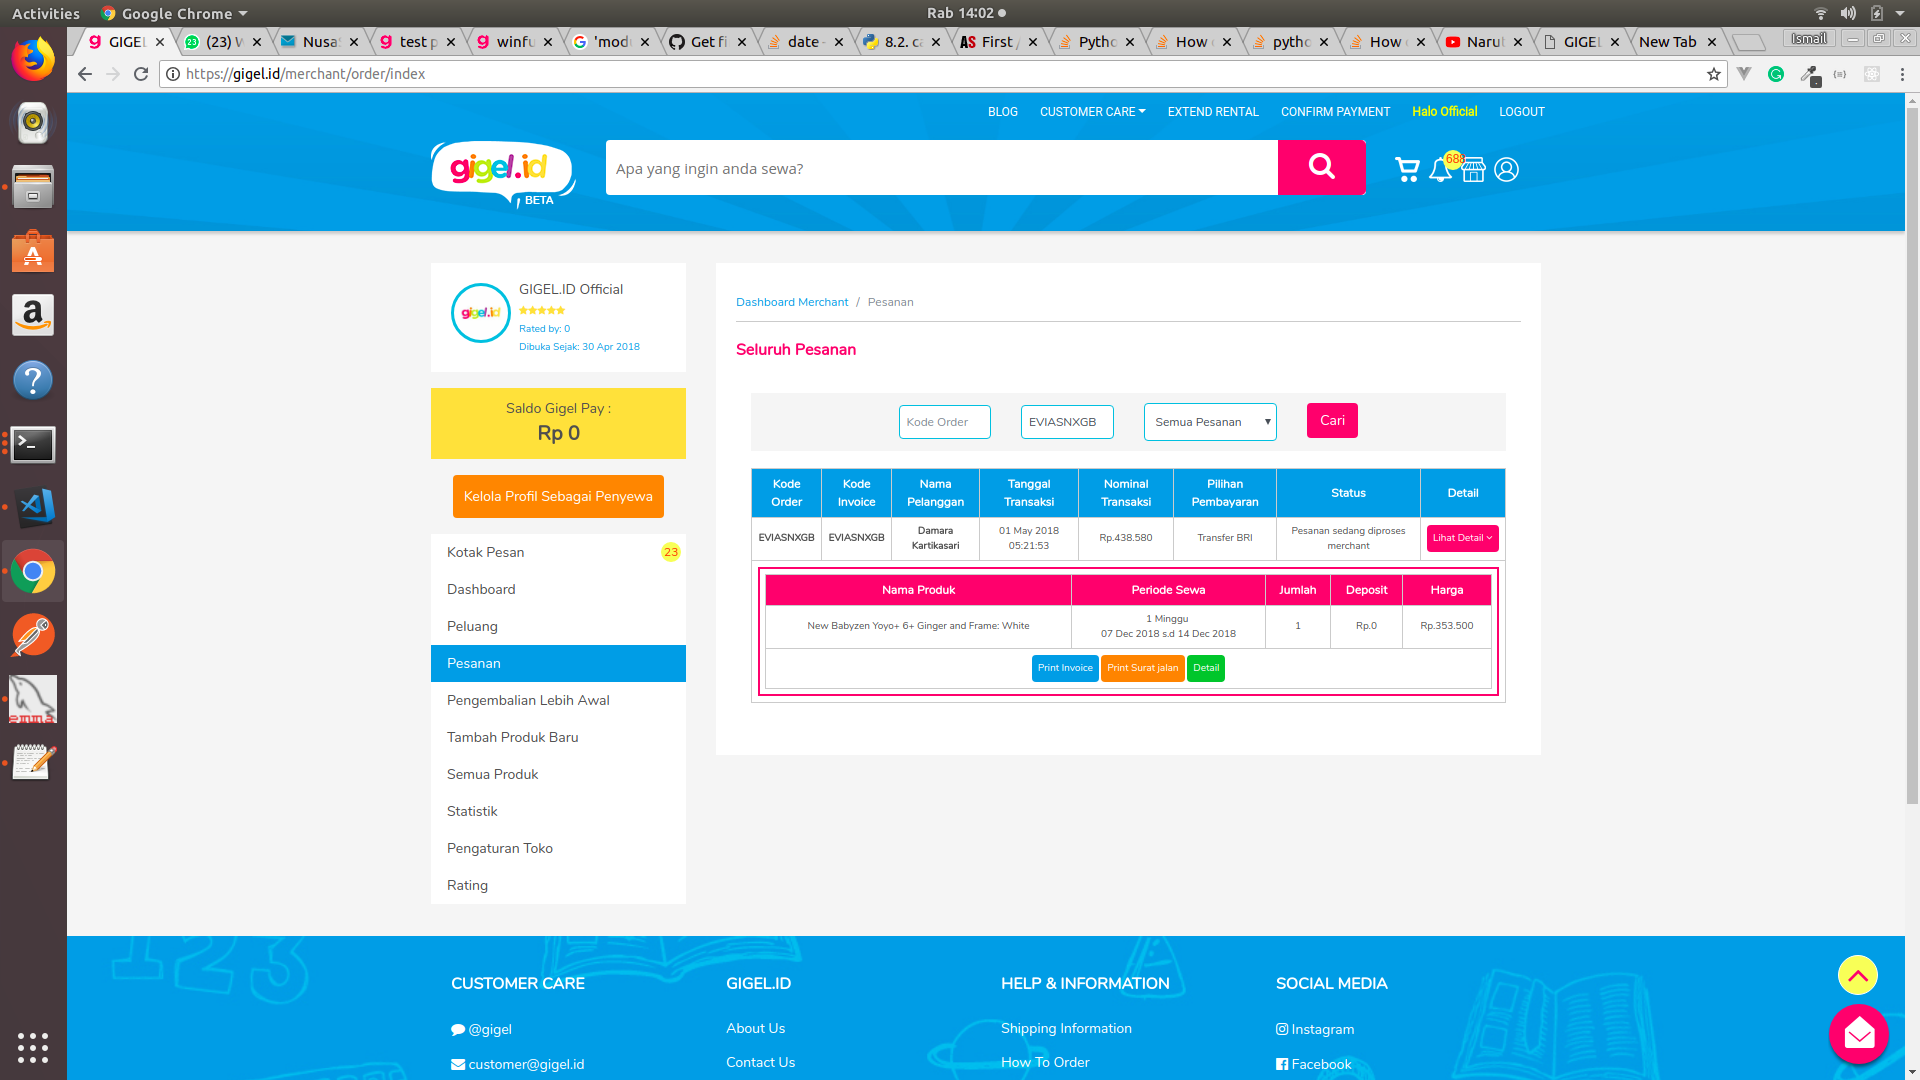 Activities
Google Chrome
Rab 14:02
GIGEL
(23) W
NusaS
test p
winfu
'mod
Get fi
date
8.2. ca
AS First
Pytho
How
pytho
How
Narut
GIGEL
New Tab
Ismail
https://gigel.id/merchant/order/index
BLOG
CUSTOMER CARE
EXTEND RENTAL
CONFIRM PAYMENT
Halo Official
LOGOUT
gigel.id
BETA
Apa yang ingin anda sewa?
688
gigel.id
GIGEL.ID Official
Rated by: 0
Dibuka Sejak: 30 Apr 2018
Saldo Gigel Pay :
Rp 0
Kelola Profil Sebagai Penyewa
Kotak Pesan 23
Dashboard
Peluang
Pesanan
Pengembalian Lebih Awal
Tambah Produk Baru
Semua Produk
Statistik
Pengaturan Toko
Rating
Dashboard Merchant / Pesanan
Seluruh Pesanan
Kode Order
EVIASNXGB
Semua Pesanan
Cari
Kode Order
Kode Invoice
Nama Pelanggan
Tanggal Transaksi
Nominal Transaksi
Pilihan Pembayaran
Status
Detail
EVIASNXGB
EVIASNXGB
Damara Kartikasari
01 May 2018 05:21:53
Rp.438.580
Transfer BRI
Pesanan sedang diproses merchant
Lihat Detail
Nama Produk
Periode Sewa
Jumlah
Deposit
Harga
New Babyzen Yoyo+ 6+ Ginger and Frame: White
1 Minggu
07 Dec 2018 s.d 14 Dec 2018
1
Rp.0
Rp.353.500
Print Invoice
Print Surat jalan
Detail
CUSTOMER CARE
@gigel
customer@gigel.id
GIGEL.ID
About Us
Contact Us
HELP & INFORMATION
Shipping Information
How To Order
SOCIAL MEDIA
Instagram
Facebook